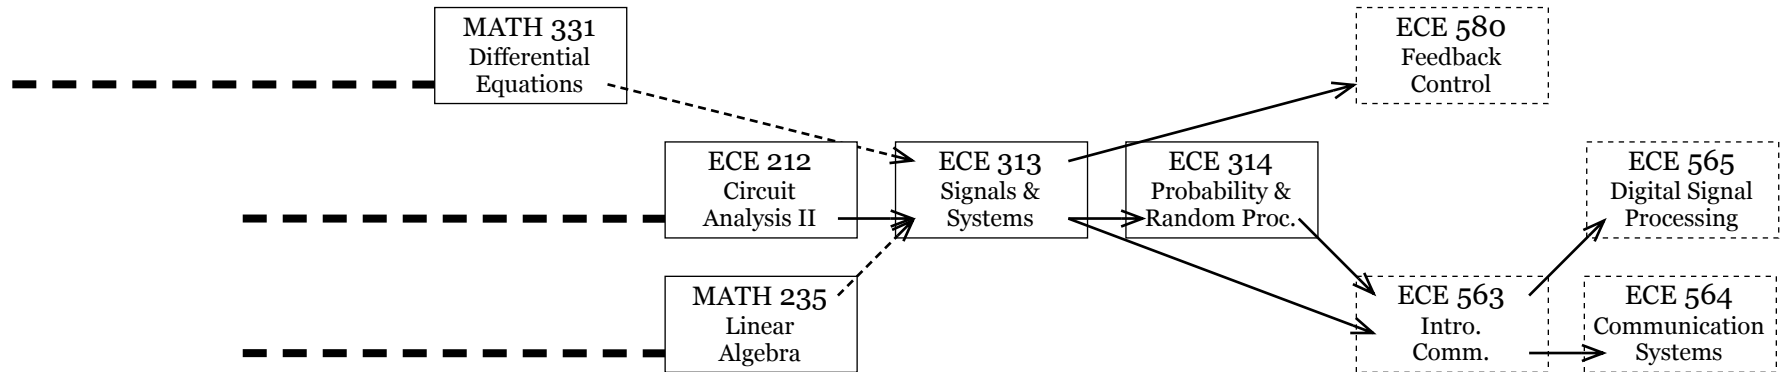 MATH 331
Differential
Equations
ECE 580
Feedback
Control
ECE 212
Circuit
Analysis II
ECE 313
Signals &
Systems
ECE 314
Probability &
Random Proc.
ECE 565
Digital Signal
Processing
MATH 235
Linear
Algebra
ECE 563
Intro.
Comm.
ECE 564
Communication
Systems